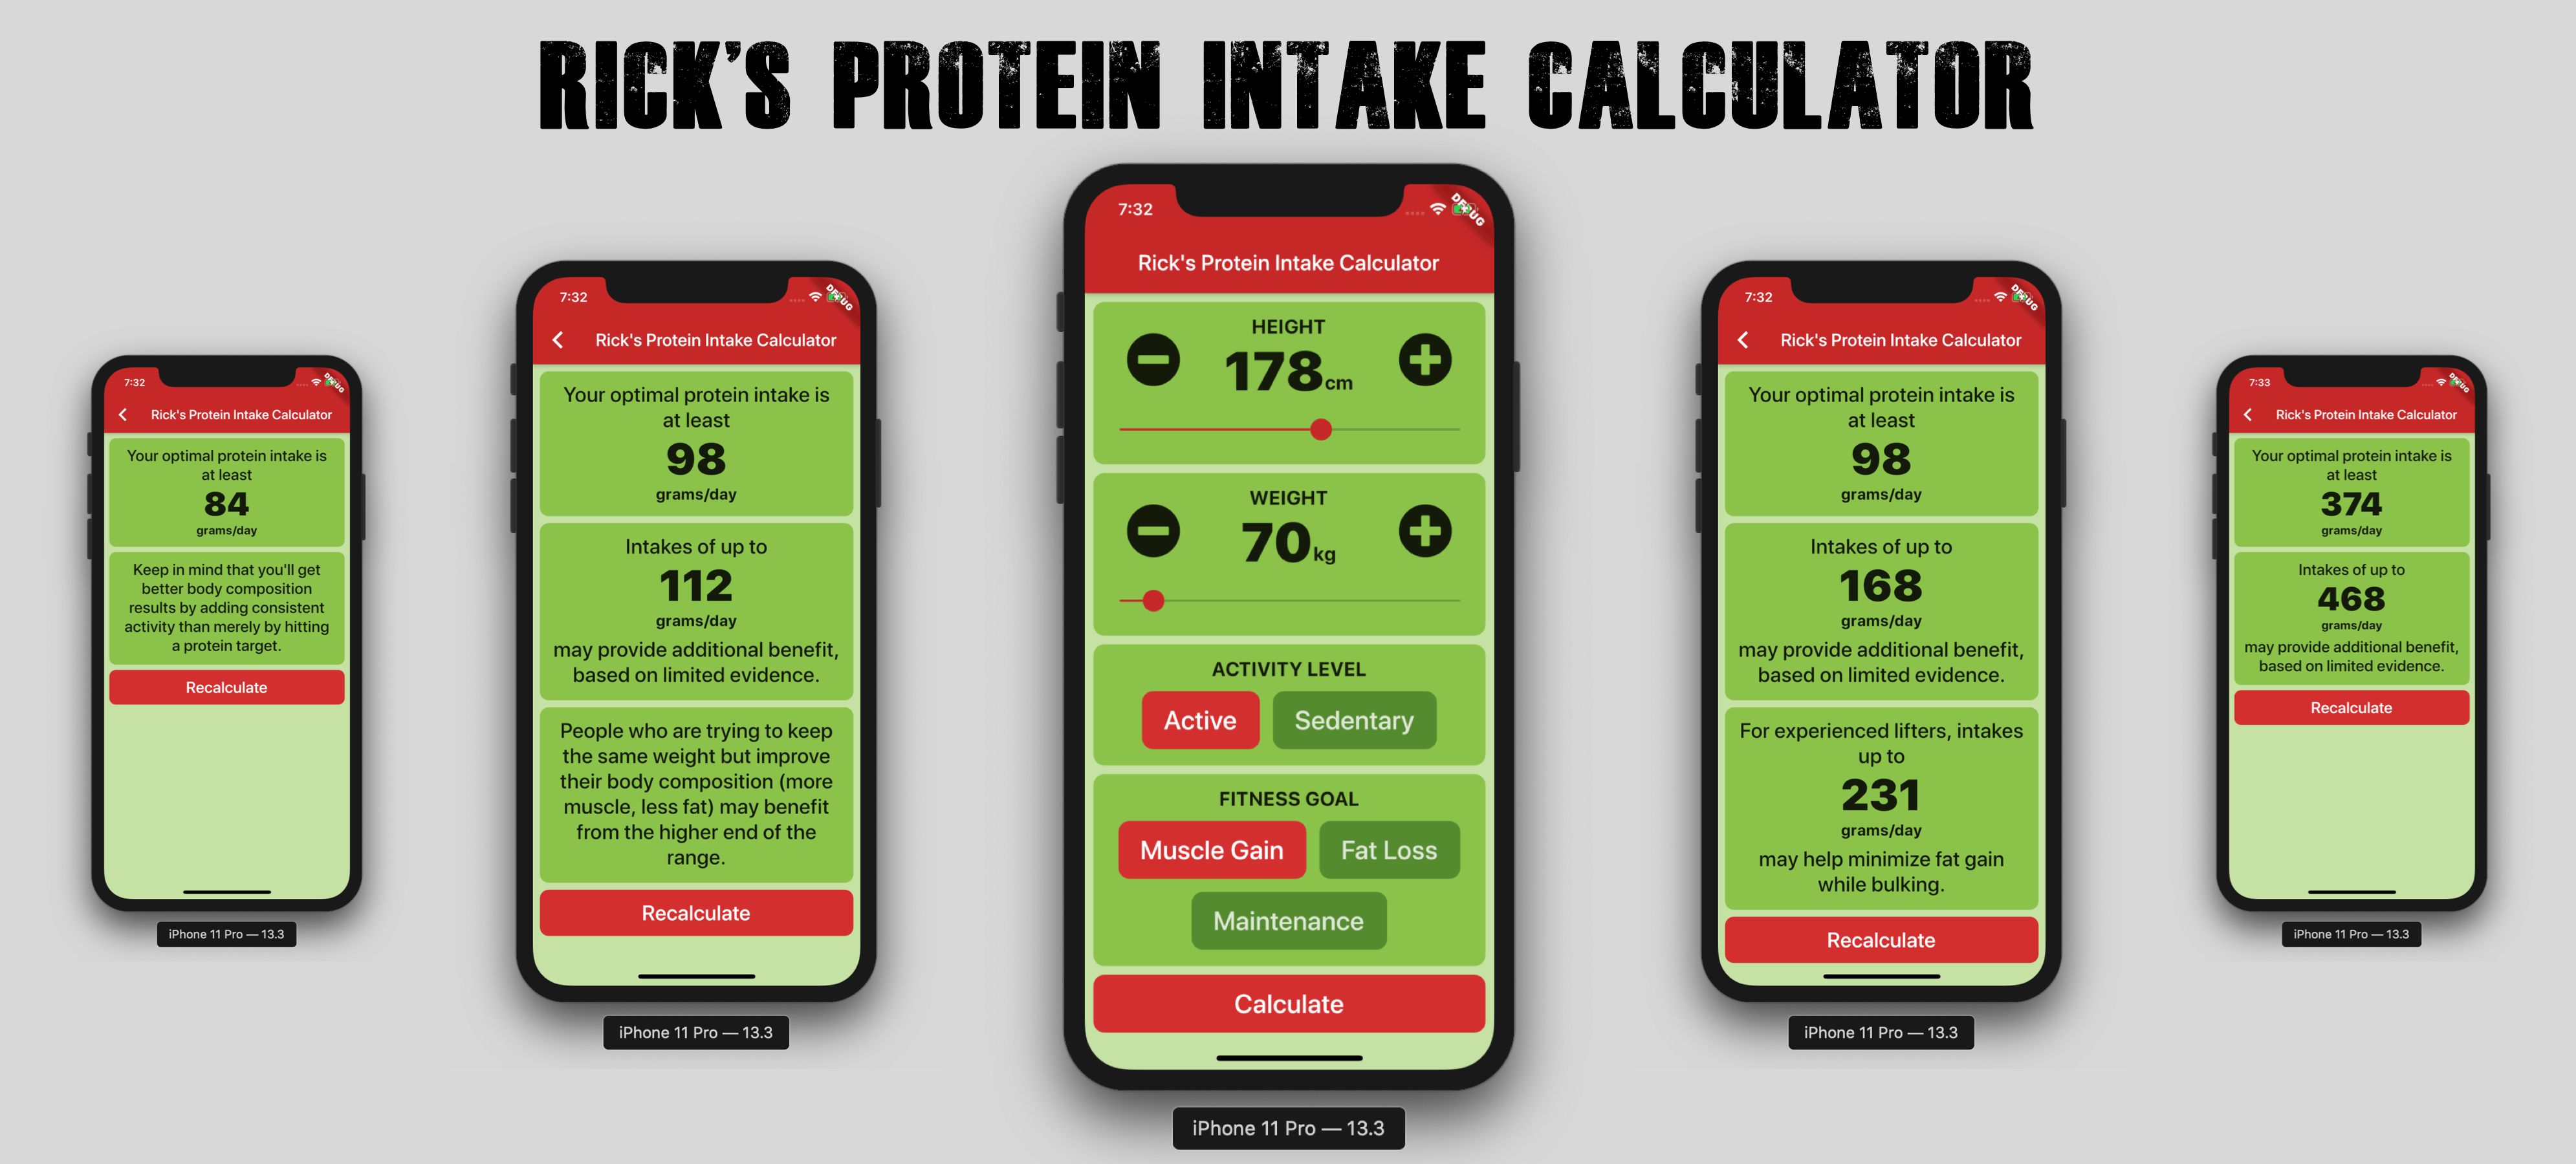 RICK'S PROTEIN INTAKE CALCULATOR
7:32
Rick's Protein Intake Calculator
Your optimal protein intake is
at least
84
grams/day
Keep in mind that you'll get
better body composition
results by adding consistent
activity than merely by hitting
a protein target.
Recalculate
iPhone 11 Pro — 13.3
7:32
Rick's Protein Intake Calculator
Your optimal protein intake is
at least
98
grams/day
Intakes of up to
112
grams/day
may provide additional benefit,
based on limited evidence.
People who are trying to keep
the same weight but improve
their body composition (more
muscle, less fat) may benefit
from the higher end of the
range.
Recalculate
iPhone 11 Pro — 13.3
7:32
DEBUG
Rick's Protein Intake Calculator
HEIGHT
178cm
WEIGHT
70kg
ACTIVITY LEVEL
Active Sedentary
FITNESS GOAL
Muscle Gain Fat Loss
Maintenance
Calculate
iPhone 11 Pro — 13.3
7:32
Rick's Protein Intake Calculator
Your optimal protein intake is
at least
98
grams/day
Intakes of up to
168
grams/day
may provide additional benefit,
based on limited evidence.
For experienced lifters, intakes
up to
231
grams/day
may help minimize fat gain
while bulking.
Recalculate
iPhone 11 Pro — 13.3
7:33
Rick's Protein Intake Calculator
Your optimal protein intake is
at least
374
grams/day
Intakes of up to
468
grams/day
may provide additional benefit,
based on limited evidence.
Recalculate
iPhone 11 Pro — 13.3